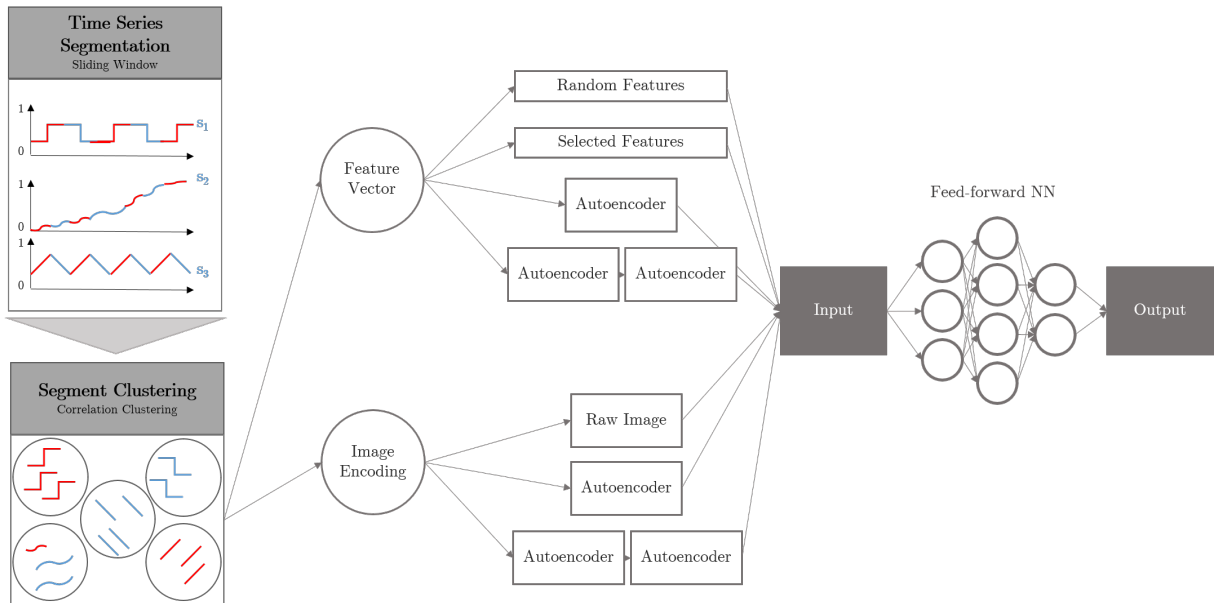 Time Series
Segmentation
Sliding Window
1
0
s1
1
0
s2
1
0
s3
Segment Clustering
Correlation Clustering
Feature
Vector
Random Features
Selected Features
Autoencoder
Autoencoder
Autoencoder
Image
Encoding
Raw Image
Autoencoder
Autoencoder
Autoencoder
Input
Feed-forward NN
Output